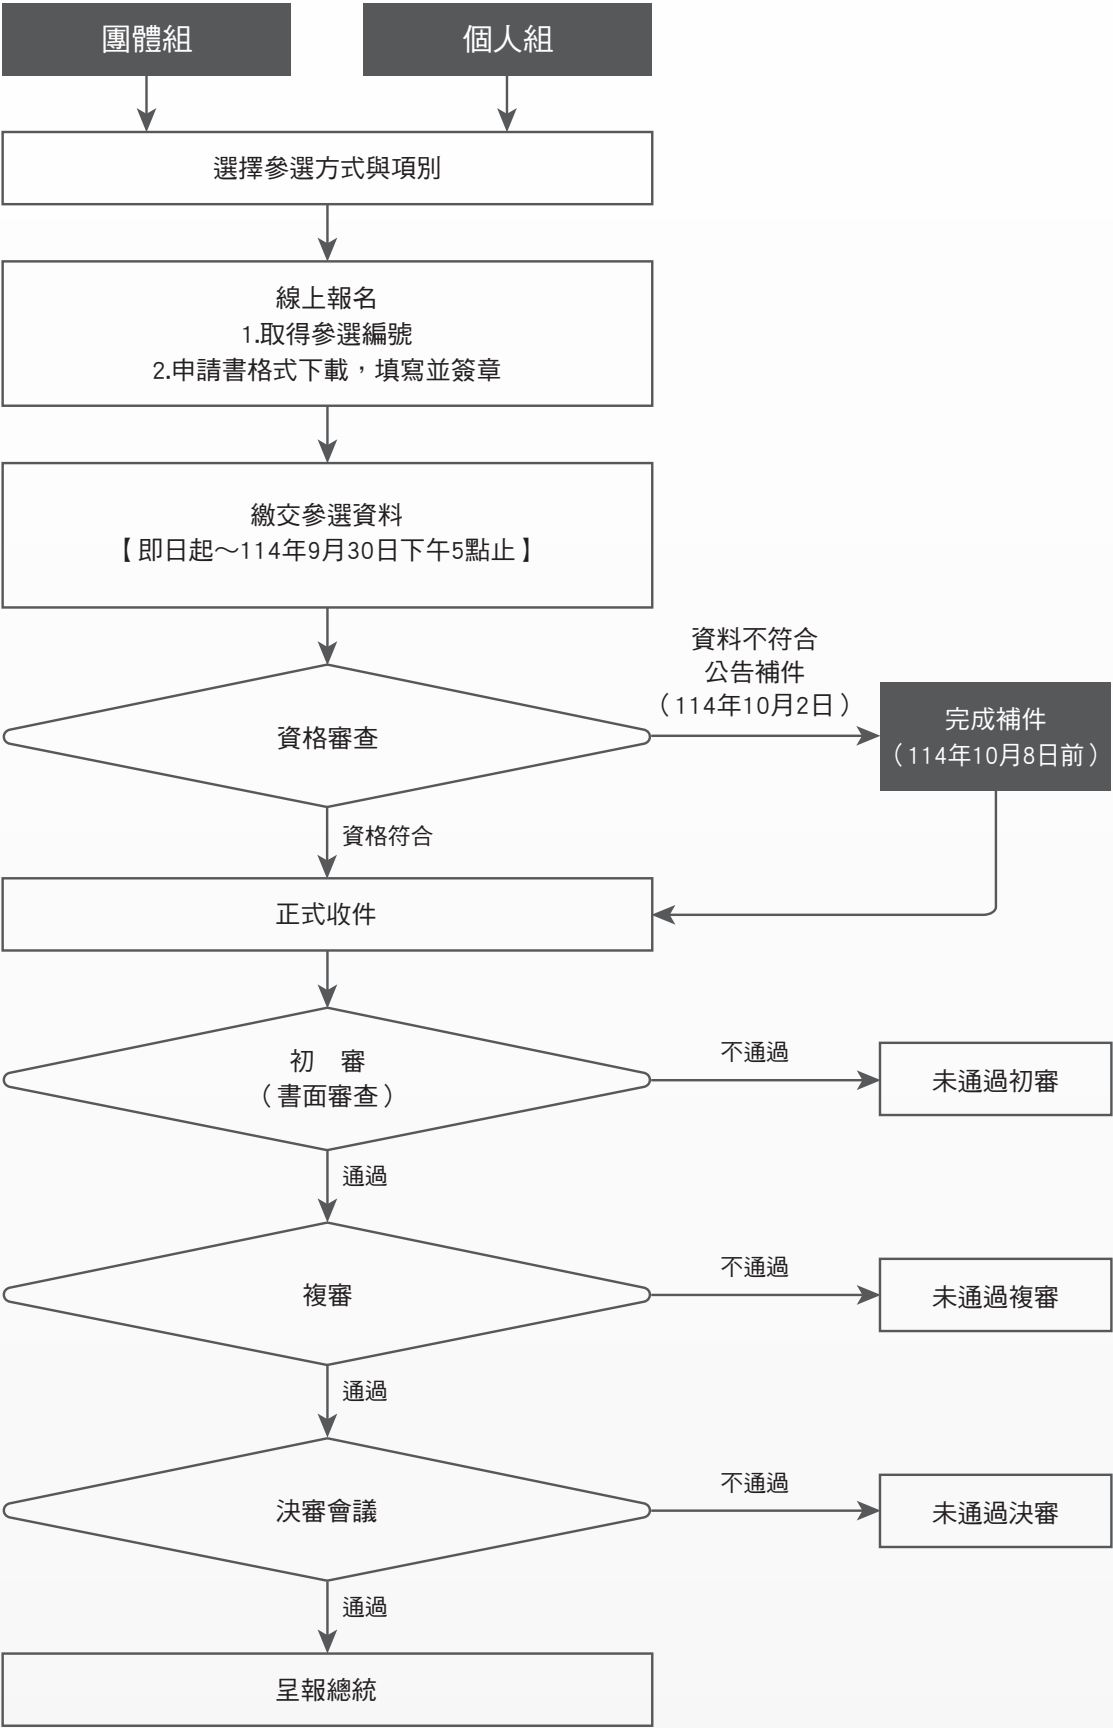 團體組
個人組
選擇參選方式與項別
線上報名
1.取得參選編號
2.申請書格式下載，填寫並簽章
繳交參選資料
【即日起～114年9月30日下午5點止】
資格審查
資料不符合
公告補件
（114年10月2日）
完成補件
（114年10月8日前）
資格符合
正式收件
初　審
（書面審查）
不通過
未通過初審
通過
複審
不通過
未通過複審
通過
決審會議
不通過
未通過決審
通過
呈報總統